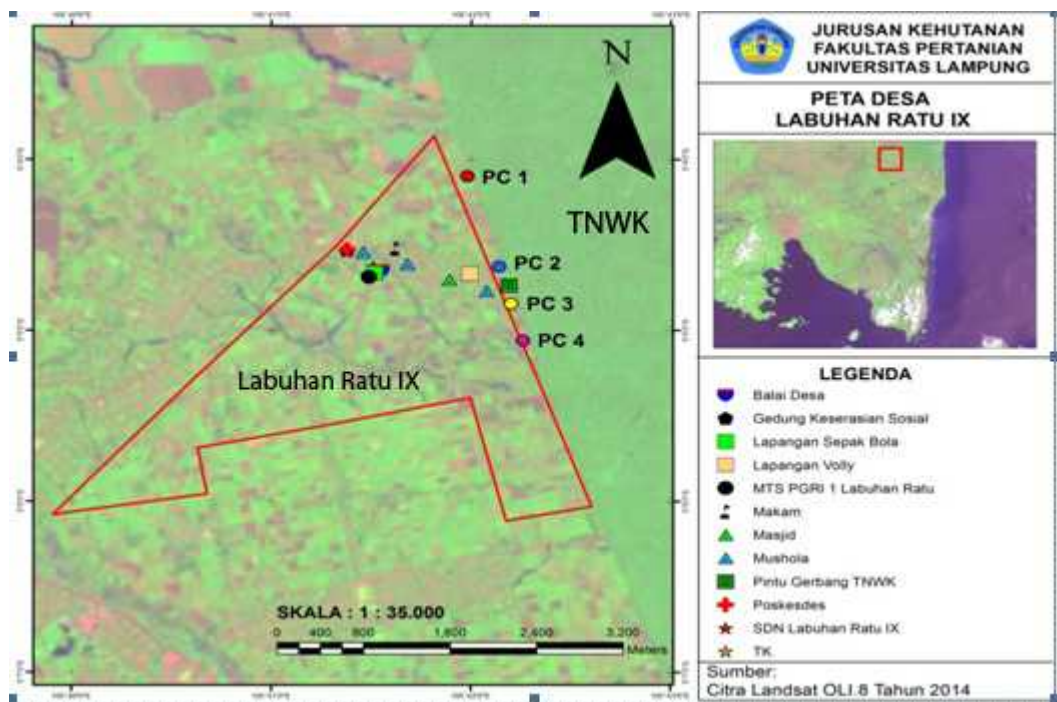 N
PC 1
TNWK
PC 2
PC 3
PC 4
Labuhan Ratu IX
SKALA : 1 : 35.000
0 400 800 1,600 2,400 3,200
Meters
JURUSAN KEHUTANAN
FAKULTAS PERTANIAN
UNIVERSITAS LAMPUNG
PETA DESA
LABUHAN RATU IX
LEGENDA
Balai Desa
Gedung Keserasian Sosial
Lapangan Sepak Bola
Lapangan Volly
MTS PGRI 1 Labuhan Ratu
Makam
Masjid
Mushola
Pintu Gerbang TNWK
Poskesdes
SDN Labuhan Ratu IX
TK
Sumber:
Citra Landsat OLI.8 Tahun 2014